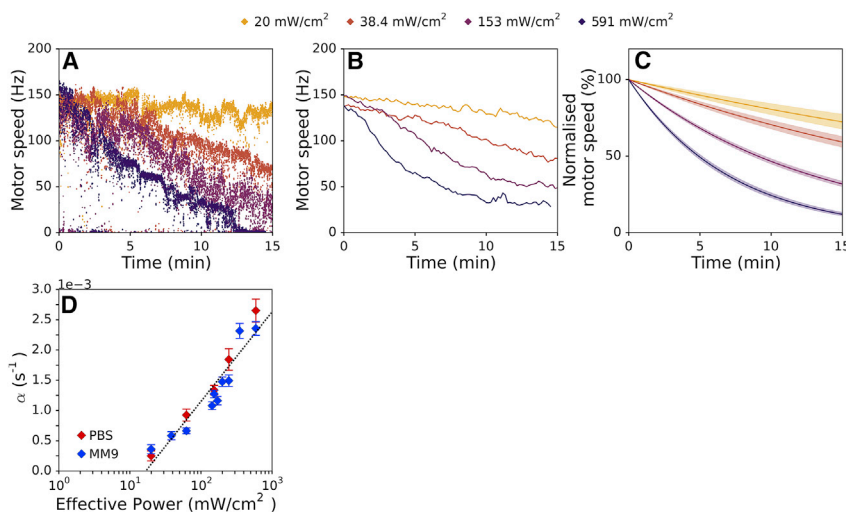 20 mW/cm² 38.4 mW/cm² 153 mW/cm² 591 mW/cm²
A
B
C
Motor speed (Hz)
200
150
100
50
0
0 5 10 15
Time (min)
Motor speed (Hz)
200
150
100
50
0
0 5 10 15
Time (min)
Normalised
motor speed (%)
100
50
0
0 5 10 15
Time (min)
1e−3
D
α (s⁻¹)
3.0
2.5
2.0
1.5
1.0
0.5
0.0
PBS
MM9
10⁰ 10¹ 10² 10³
Effective Power (mW/cm²)